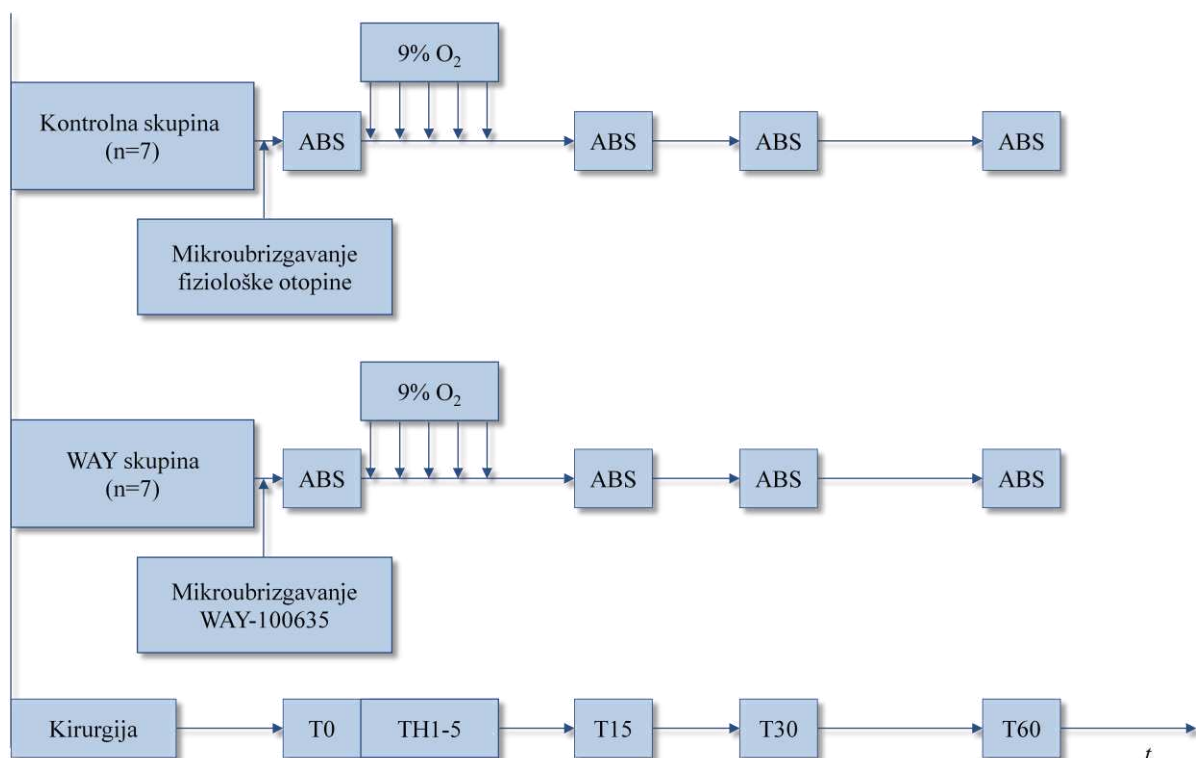 9% O₂
Kontrolna skupina
(n=7)
ABS
ABS
ABS
ABS
Mikroubrizgavanje
fiziološke otopine
9% O₂
WAY skupina
(n=7)
ABS
ABS
ABS
ABS
Mikroubrizgavanje
WAY-100635
Kirurgija
T0
TH1-5
T15
T30
T60
t